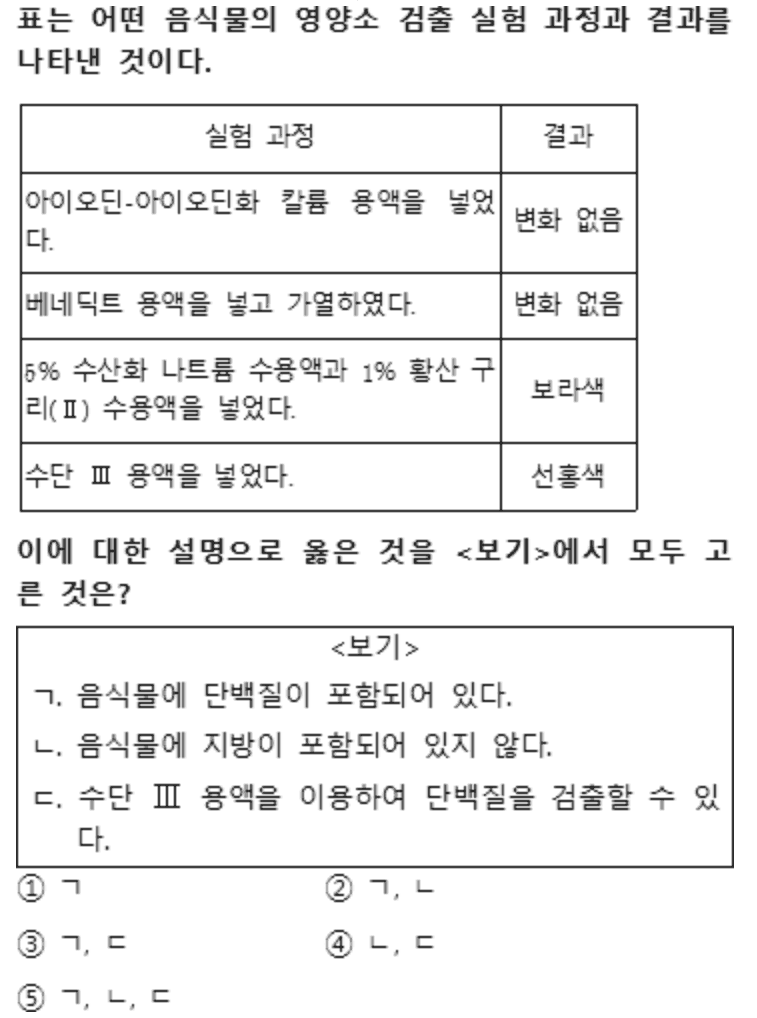 표는 어떤 음식물의 영양소 검출 실험 과정과 결과를
나타낸 것이다.
실험 과정 결과
아이오딘-아이오딘화 칼륨 용액을 넣었
다. 변화 없음
베네딕트 용액을 넣고 가열하였다. 변화 없음
5% 수산화 나트륨 수용액과 1% 황산 구
리(Ⅱ) 수용액을 넣었다. 보라색
수단 Ⅲ 용액을 넣었다. 선홍색
이에 대한 설명으로 옳은 것을 <보기>에서 모두 고
른 것은?
<보기>
ㄱ. 음식물에 단백질이 포함되어 있다.
ㄴ. 음식물에 지방이 포함되어 있지 않다.
ㄷ. 수단 Ⅲ 용액을 이용하여 단백질을 검출할 수 있
다.
① ㄱ ② ㄱ, ㄴ
③ ㄱ, ㄷ ④ ㄴ, ㄷ
⑤ ㄱ, ㄴ, ㄷ